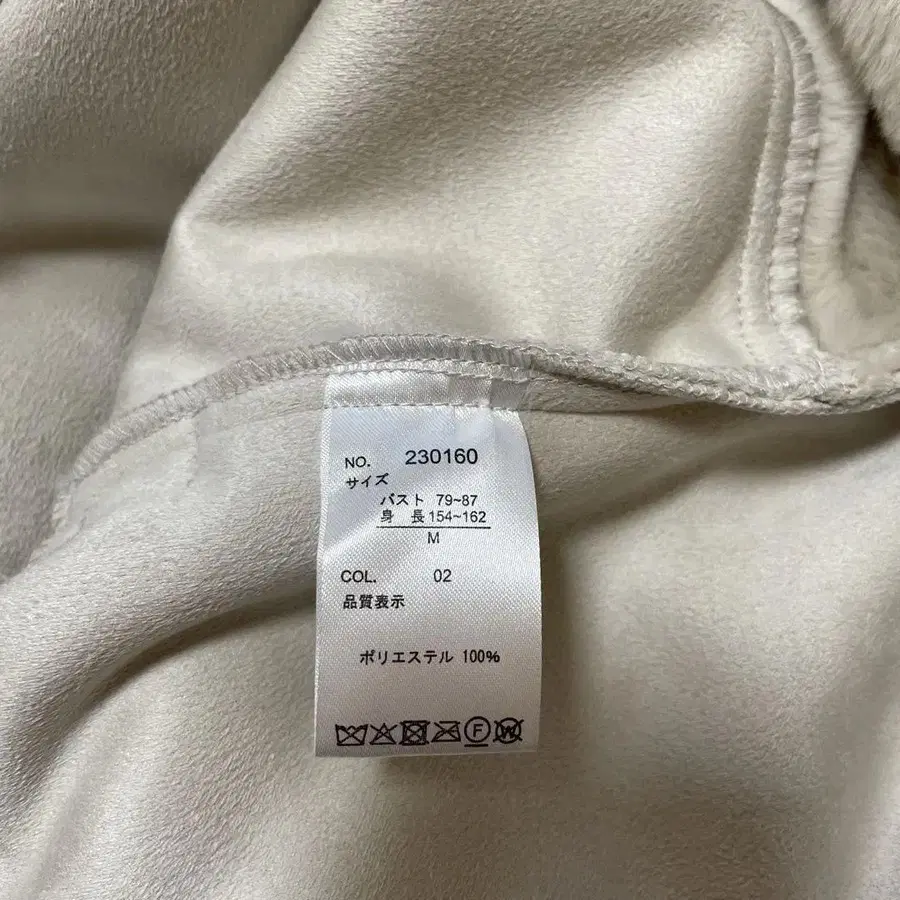 NO. 230160
サイズ
バスト 79~87
身 長 154~162
M
COL. 02
品質表示
ポリエステル 100%
F W